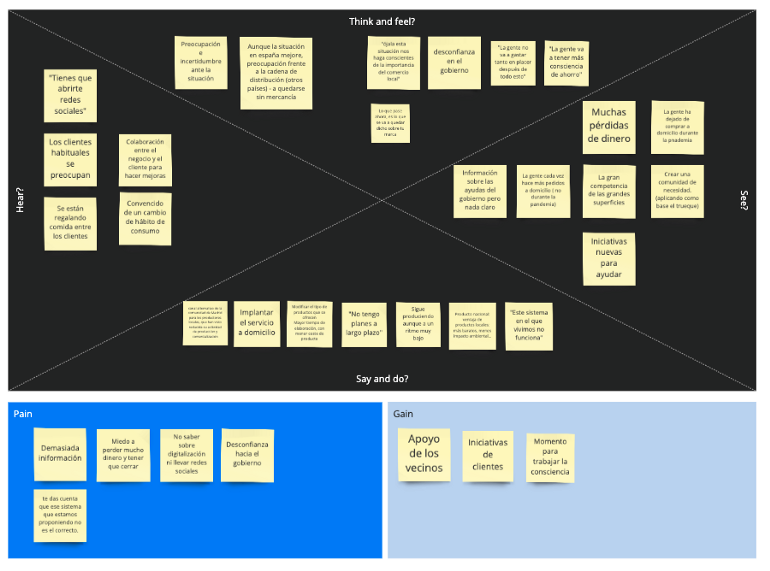 Think and feel?
Preocupación
e
incertidumbre
ante la
situación
Aunque la situación
en españa mejore,
preocupación frente
a la cadena de
distribución (otros
países) - a quedarse
sin mercancía
"Ojala esta
situación nos
haga conscientes
de la importancia
del comercio
local"
desconfianza
en el
gobierno
"La gente no
va a gastar
tanto en placer
después de
todo esto"
"La gente va
a tener más
consciencia
de ahorro"
Hear?
"Tienes que
abrirte
redes
sociales"
Los clientes
habituales
se
preocupan
Colaboración
entre el
negocio y el
cliente para
hacer mejoras
Se están
regalando
comida entre
los clientes
Convencido
de un cambio
de hábito de
consumo
See?
Muchas
pérdidas
de dinero
La gente ha
dejado de
comprar a
domicilio durante
la pnademia
Información
sobre las
ayudas del
gobierno pero
nada claro
La gente cada vez
hace más pedidos
a domicilio ( no
durante la
pandemia)
La gran
competencia
de las grandes
superficies
Crear una
comunidad de
necesidad.
(aplicando como
base el trueique)
Iniciativas
nuevas
para
ayudar
Implantar
el servicio
a domicilio
"No tengo
planes a
largo plazo"
Sigue
produciendo
aunque a un
ritmo muy
bajo
Producto nacional
ventaja de
productos locales
más baratos, menor
impacto ambiental...
"Este sistema
en el que
vivimos no
funciona"
Say and do?
Pain
Demasiada
iniformación
Miedo a
perder mucho
dinero y tener
que cerrar
No saber
sobre
digitalización
ni llevar redes
sociales
Desconfianza
hacia el
gobierno
te das cuenta
que ese sistema
que estamos
proponiendo no
es el correcto.
Gain
Apoyo
de los
vecinos
Iniciativas
de
clientes
Momento
para
trabajar la
consciencia